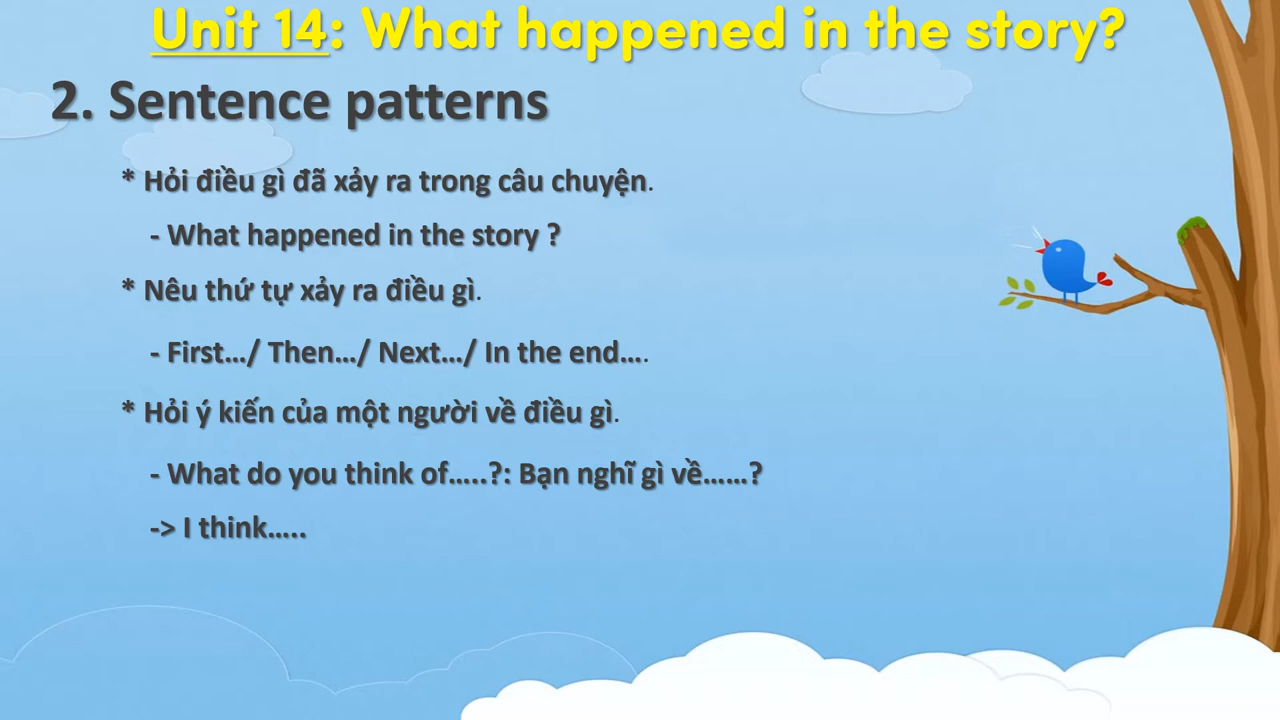 Unit 14: What happened in the story?
2. Sentence patterns
* Hỏi điều gì đã xảy ra trong câu chuyện.
- What happened in the story ?
* Nêu thứ tự xảy ra điều gì.
- First…/ Then…/ Next…/ In the end….
* Hỏi ý kiến của một người về điều gì.
- What do you think of…..?: Bạn nghĩ gì về……?
-> I think…..